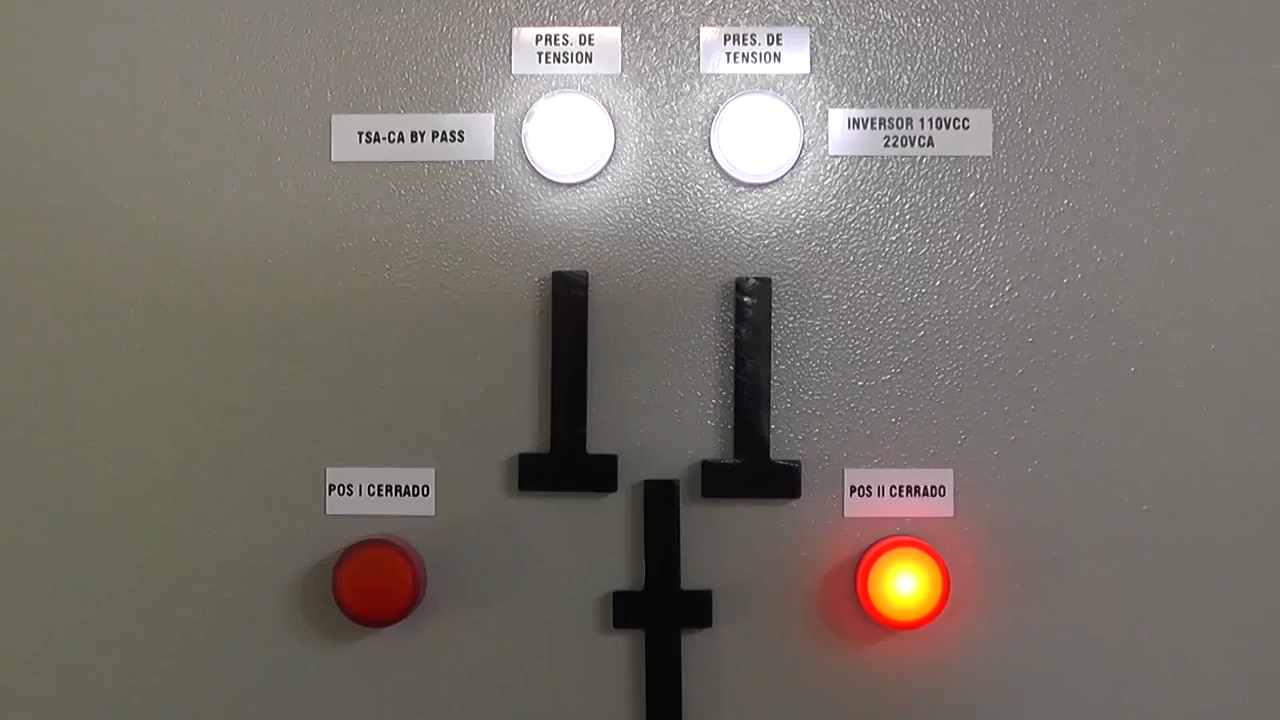 PRES. DE
TENSION
PRES. DE
TENSION
TSA-CA BY PASS
INVERSOR 110VCC
220VCA
POS I CERRADO
POS II CERRADO